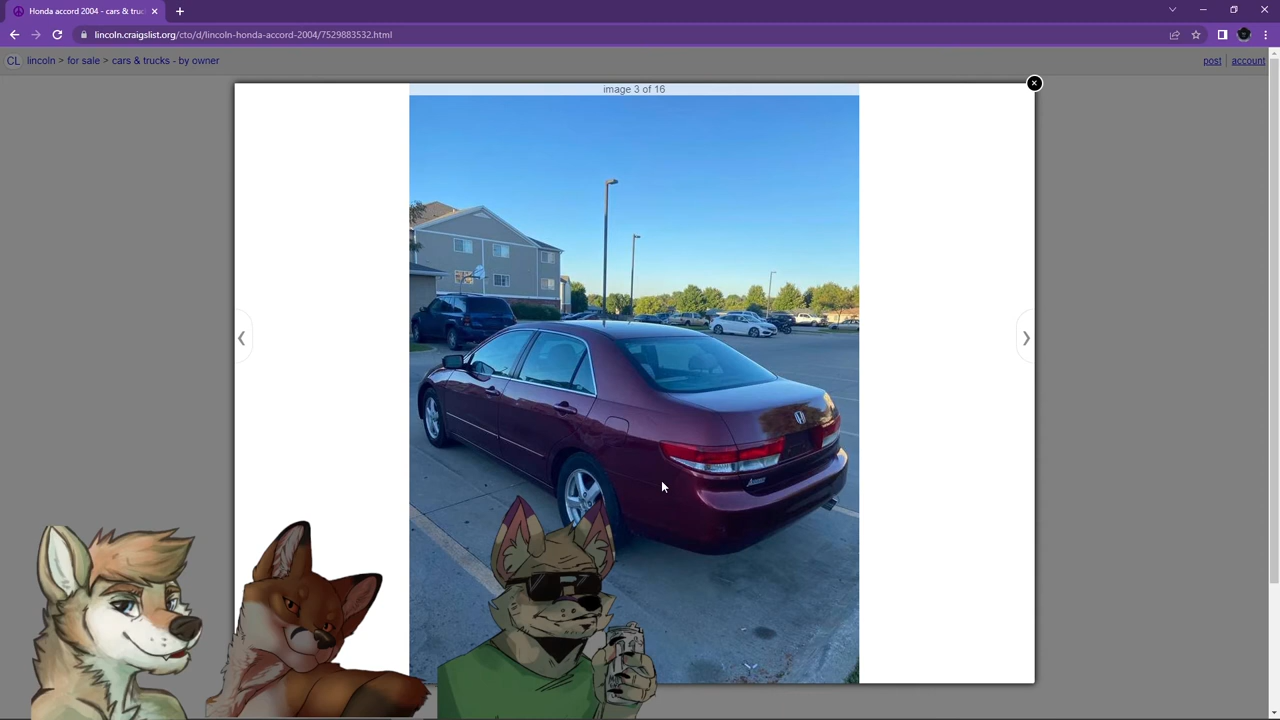 Honda accord 2004 - cars & truc
lincoln.craigslist.org/cto/d/lincoln-honda-accord-2004/7529883532.html
CL lincoln > for sale > cars & trucks - by owner
post account
image 3 of 16